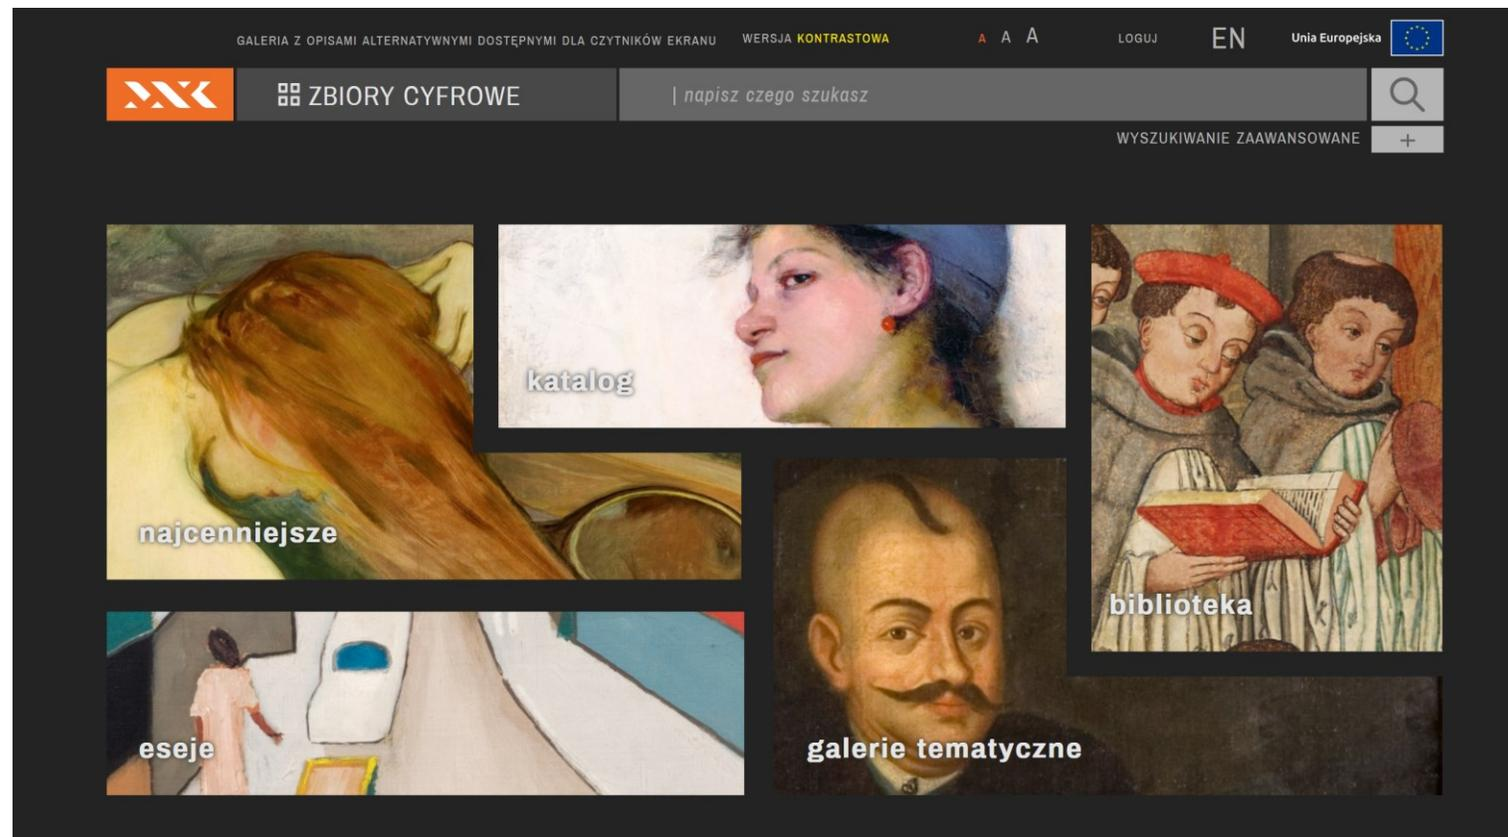 GALERIA Z OPISAMI ALTERNATYWNYMI DOSTĘPNYMI DLA CZYTNIKÓW EKRANU
WERSJA KONTRASTOWA
A A A
LOGUJ
EN
Unia Europejska
ZBIORY CYFROWE
| napisz czego szukasz
WYSZUKIWANIE ZAAWANSOWANE +
katalog
najcenniejsze
biblioteka
eseje
galerie tematyczne